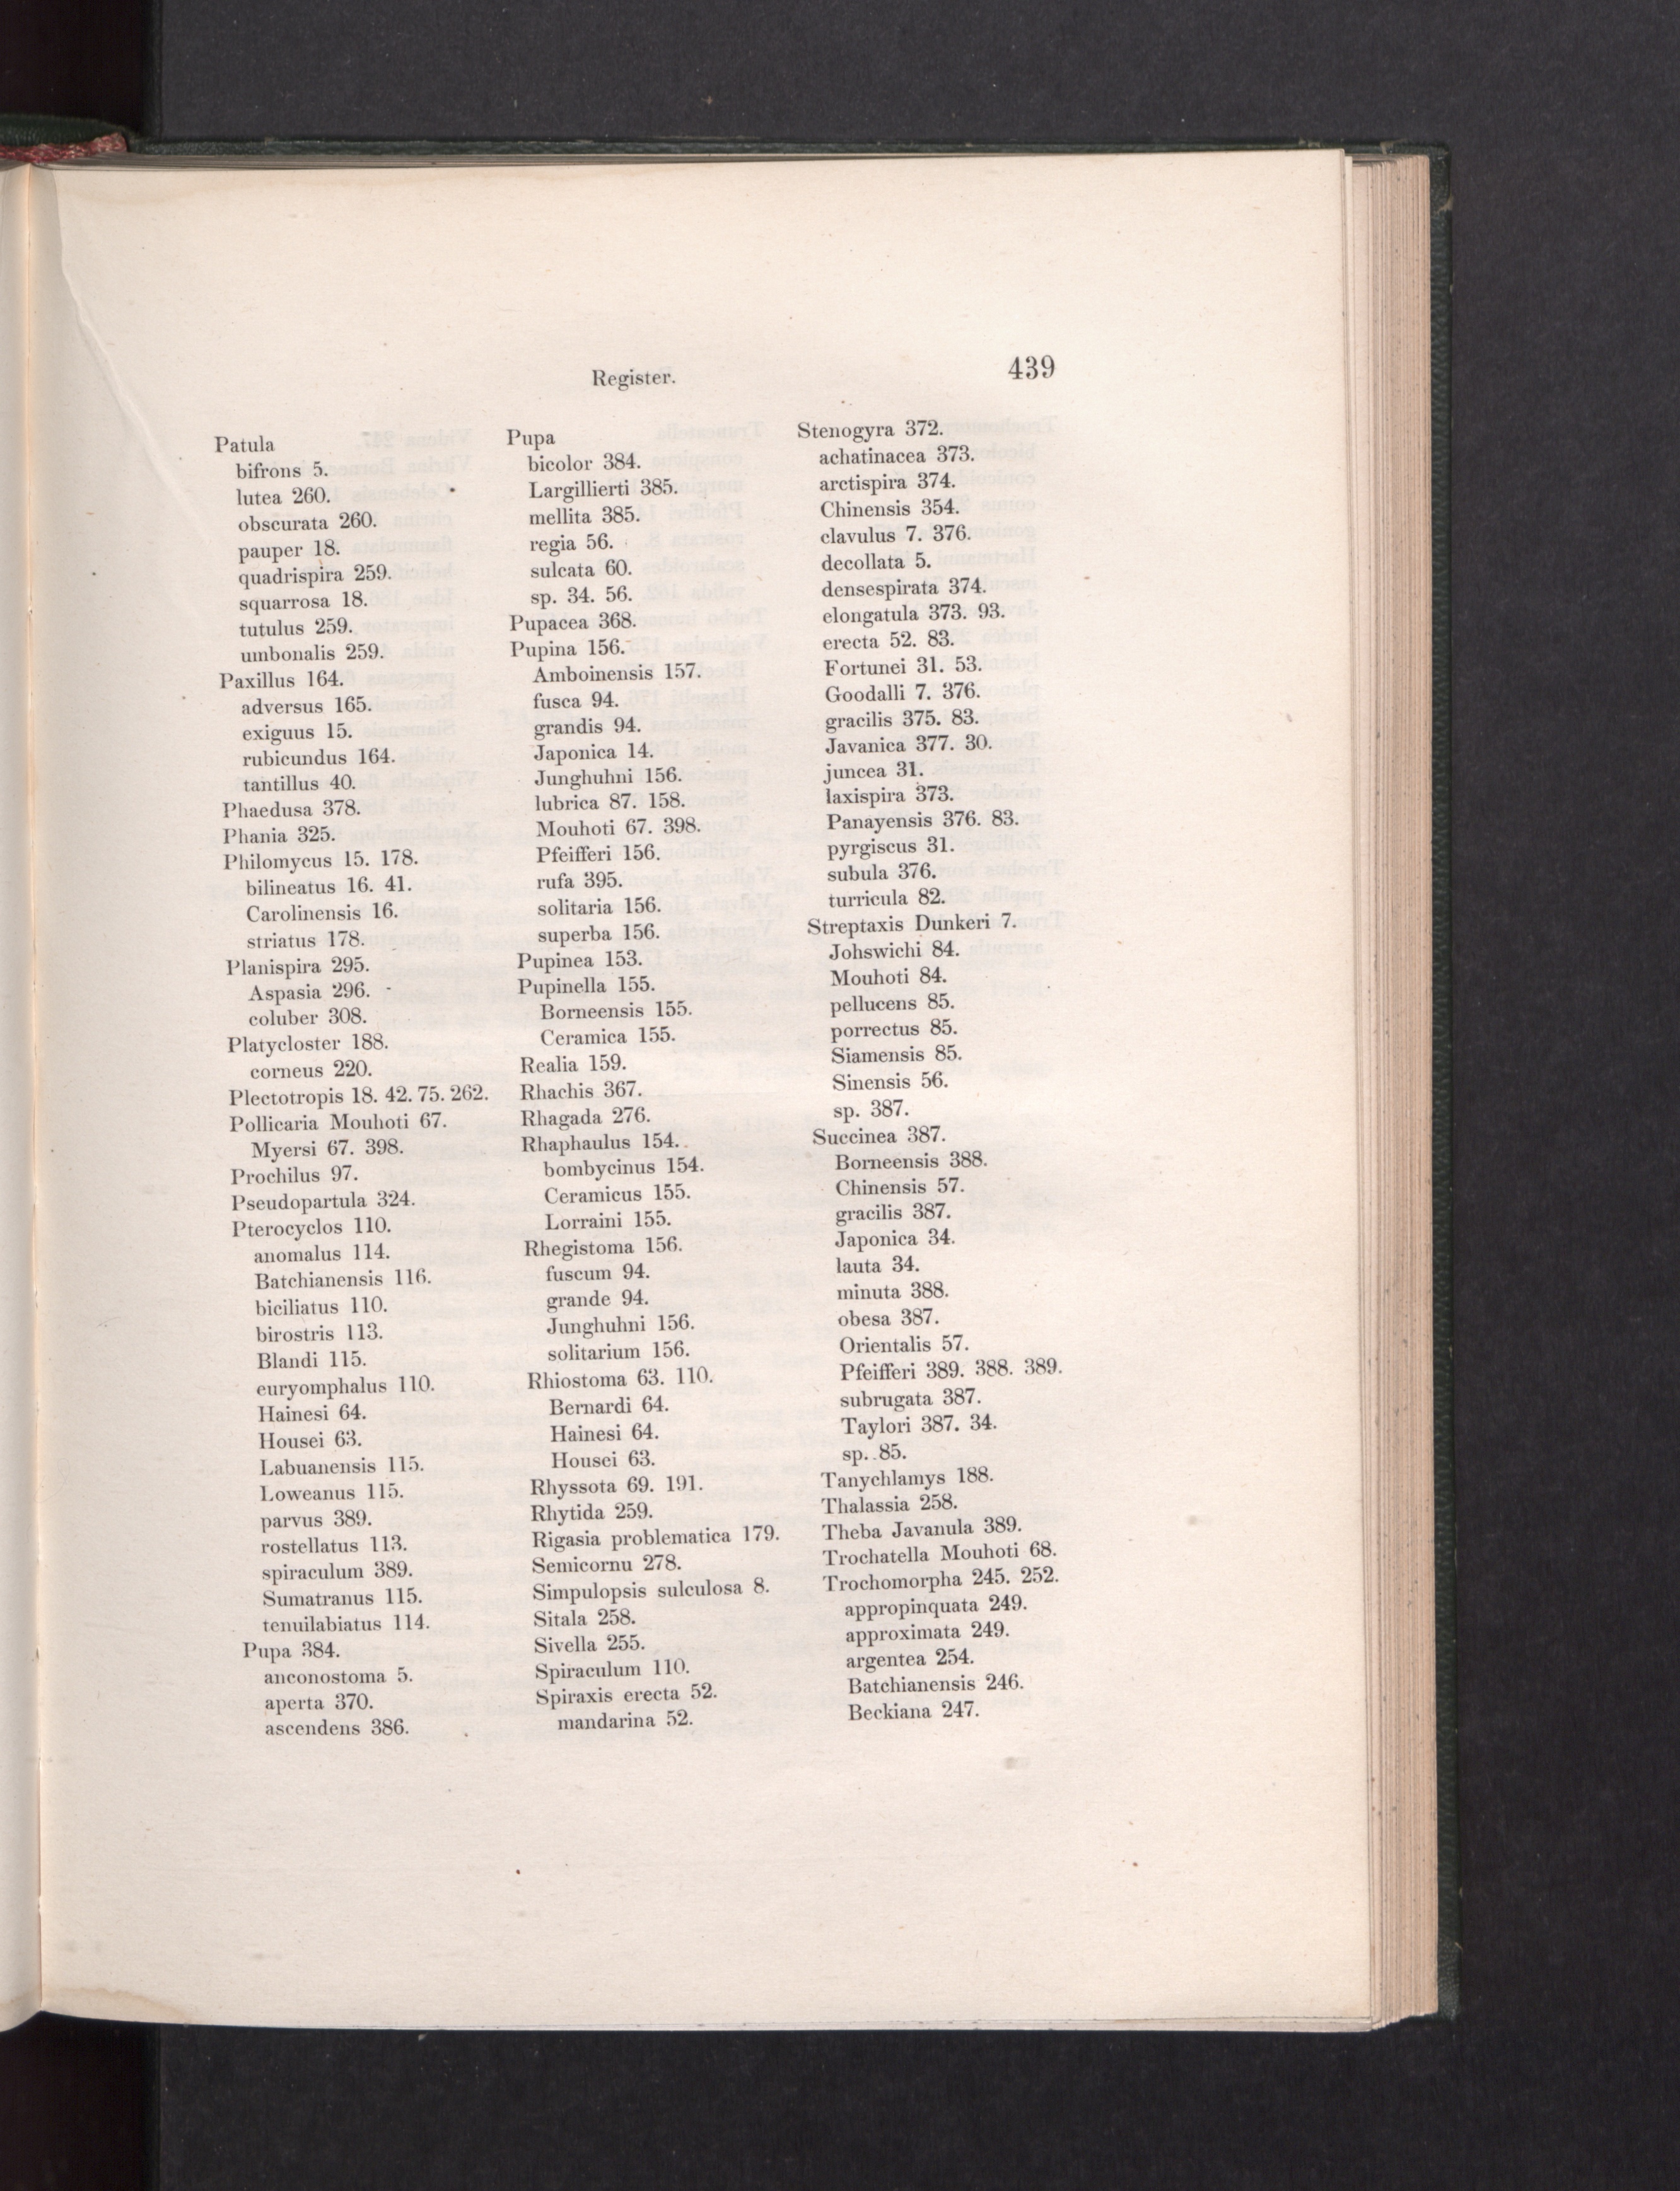 Register.
439
Patula
bifrons 5.
lutea 260.
obscurata 260.
pauper 18.
quadrispira 259.
squarrosa 18.
tutulus 259.
umbonalis 259.
Paxillus 164.
adversus 165.
exiguus 15.
rubicundus 164.
tantillus 40.
Phaedusa 378.
Phania 325.
Philomycus 15. 178.
bilineatus 16. 41.
Carolinensis 16.
striatus 178.
Planispira 295.
Aspasia 296.
coluber 308.
Platycloster 188.
corneus 220.
Plectotropis 18. 42. 75. 262.
Pollicaria Mouhoti 67.
Myersi 67. 398.
Prochilus 97.
Pseudopartula 324.
Pterocyclos 110.
anomalus 114.
Batchianensis 116.
biciliatus 110.
birostris 113.
Blandi 115.
euryomphalus 110.
Hainesi 64.
Housei 63.
Labuanensis 115.
Loweanus 115.
parvus 389.
rostellatus 113.
spiraculum 389.
Sumatranus 115.
tenuilabiatus 114.
Pupa 384.
anconostoma 5.
aperta 370.
ascendens 386.
Pupa
bicolor 384.
Largillierti 385.
mellita 385.
regia 56.
sulcata 60.
sp. 34. 56.
Pupacea 368.
Pupina 156.
Amboinensis 157.
fusca 94.
grandis 94.
Japonica 14.
Junghuhni 156.
lubrica 87. 158.
Mouhoti 67. 398.
Pfeifferi 156.
rufa 395.
solitaria 156.
superba 156.
Pupinea 153.
Pupinella 155.
Borneensis 155.
Ceramica 155.
Realia 159.
Rhachis 367.
Rhagada 276.
Rhaphaulus 154.
bombycinus 154.
Ceramicus 155.
Lorraini 155.
Rhegistoma 156.
fuscum 94.
grande 94.
Junghuhni 156.
solitarium 156.
Rhiostoma 63. 110.
Bernardi 64.
Hainesi 64.
Housei 63.
Rhyssota 69. 191.
Rhytida 259.
Rigasia problematica 179.
Semicornu 278.
Simpulopsis sulculosa 8.
Sitala 258.
Sivella 255.
Spiraculum 110.
Spiraxis erecta 52.
mandarina 52.
Stenogyra 372.
achatinacea 373.
arctispira 374.
Chinensis 354.
clavulus 7. 376.
decollata 5.
densespirata 374.
elongatula 373. 93.
erecta 52. 83.
Fortunei 31. 53.
Goodalli 7. 376.
gracilis 375. 83.
Javanica 377. 30.
juncea 31.
laxispira 373.
Panayensis 376. 83.
pyrgiscus 31.
subula 376.
turricula 82.
Streptaxis Dunkeri 7.
Johswichi 84.
Mouhoti 84.
pellucens 85.
porrectus 85.
Siamensis 85.
Sinensis 56.
sp. 387.
Succinea 387.
Borneensis 388.
Chinensis 57.
gracilis 387.
Japonica 34.
lauta 34.
minuta 388.
obesa 387.
Orientalis 57.
Pfeifferi 389. 388. 389.
subrugata 387.
Taylori 387. 34.
sp. 85.
Tanychlamys 188.
Thalassia 258.
Theba Javanula 389.
Trochatella Mouhoti 68.
Trochomorpha 245. 252.
appropinquata 249.
approximata 249.
argentea 254.
Batchianensis 246.
Beckiana 247.